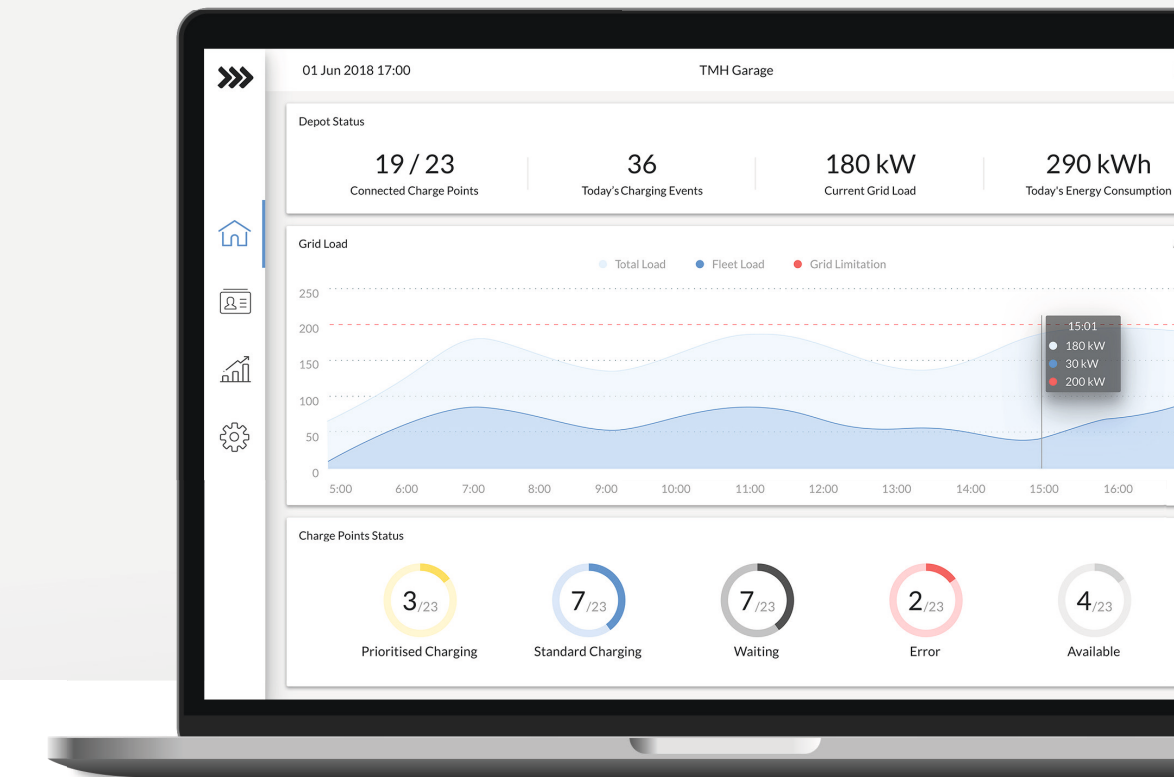 01 Jun 2018 17:00
TMH Garage
Depot Status
19 / 23
Connected Charge Points
36
Today's Charging Events
180 kW
Current Grid Load
290 kWh
Today's Energy Consumption
Grid Load
Total Load
Fleet Load
Grid Limitation
250
200
150
100
50
0
15:01
180 kW
30 kW
200 kW
5:00 6:00 7:00 8:00 9:00 10:00 11:00 12:00 13:00 14:00 15:00 16:00
Charge Points Status
3/23
Prioritised Charging
7/23
Standard Charging
7/23
Waiting
2/23
Error
4/23
Available